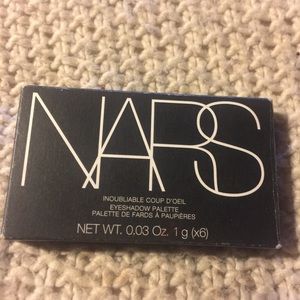 NARS
INOUBLIABLE COUP D'OEIL
EYESHADOW PALETTE
PALETTE DE FARDS À PAUPIÈRES
NET WT. 0.03 Oz. 1 g (x6)